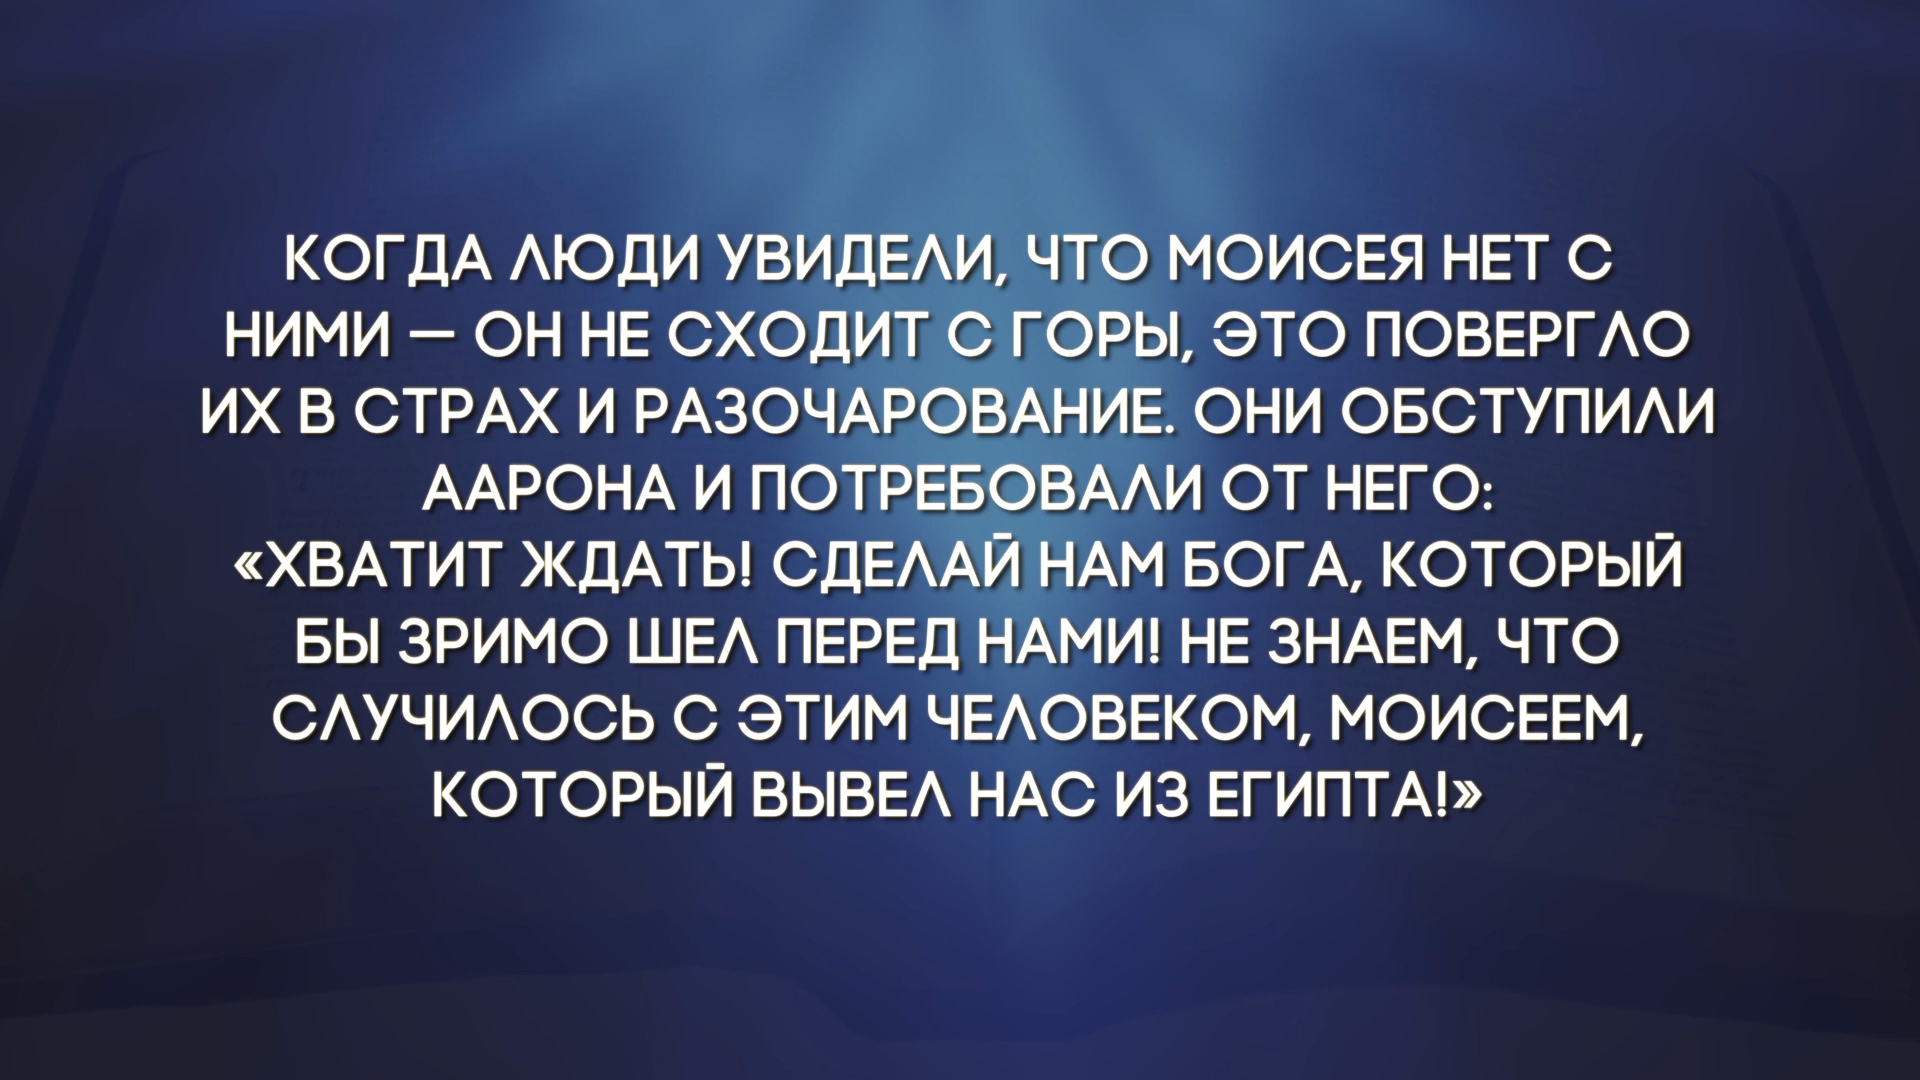 КОГДА ЛЮДИ УВИДЕЛИ, ЧТО МОИСЕЯ НЕТ С
НИМИ — ОН НЕ СХОДИТ С ГОРЫ, ЭТО ПОВЕРГЛО
ИХ В СТРАХ И РАЗОЧАРОВАНИЕ. ОНИ ОБСТУПИЛИ
ААРОНА И ПОТРЕБОВАЛИ ОТ НЕГО:
«ХВАТИТ ЖДАТЬ! СДЕЛАЙ НАМ БОГА, КОТОРЫЙ
БЫ ЗРИМО ШЕЛ ПЕРЕД НАМИ! НЕ ЗНАЕМ, ЧТО
СЛУЧИЛОСЬ С ЭТИМ ЧЕЛОВЕКОМ, МОИСЕЕМ,
КОТОРЫЙ ВЫВЕЛ НАС ИЗ ЕГИПТА!»